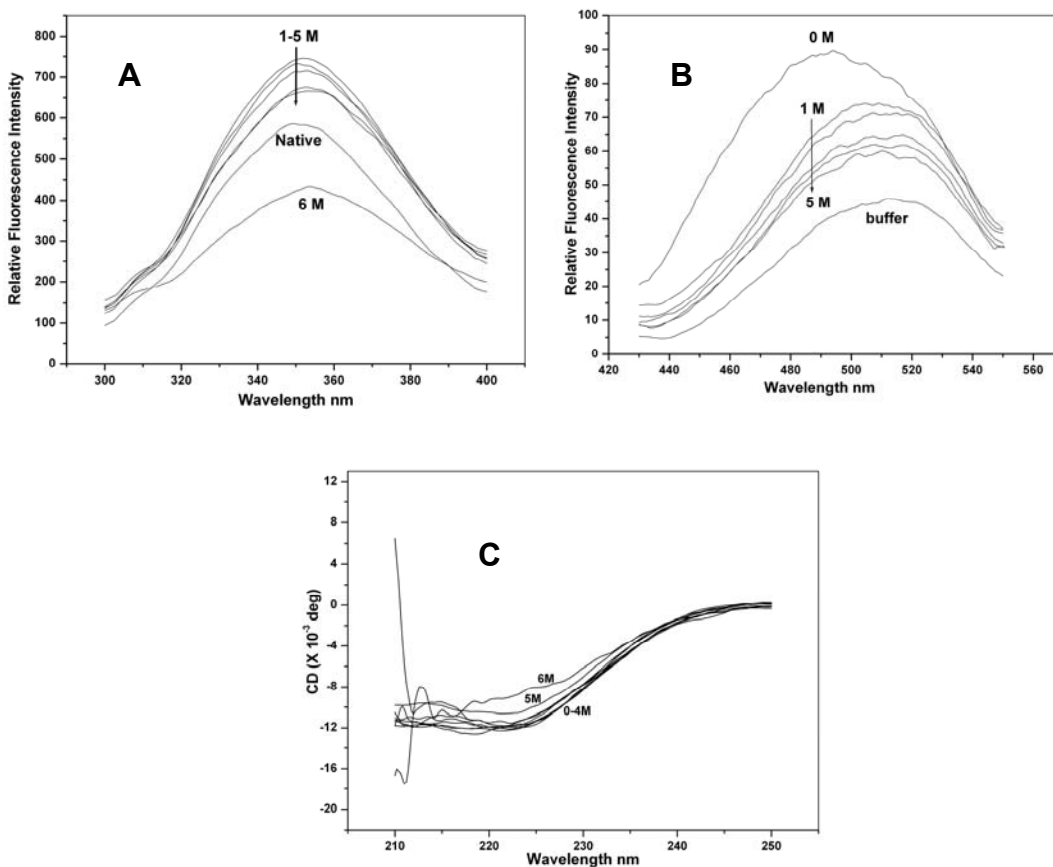 A
1-5 M
Native
6 M
Relative Fluorescence Intensity
800
700
600
500
400
300
200
100
0
300 320 340 360 380 400
Wavelength nm
B
0 M
1 M
5 M
buffer
Relative Fluorescence Intensity
100
90
80
70
60
50
40
30
20
10
0
420 440 460 480 500 520 540 560
Wavelength nm
C
6M
5M
0-4M
CD (X 10⁻³ deg)
12
8
4
0
-4
-8
-12
-16
-20
210 220 230 240 250
Wavelength nm